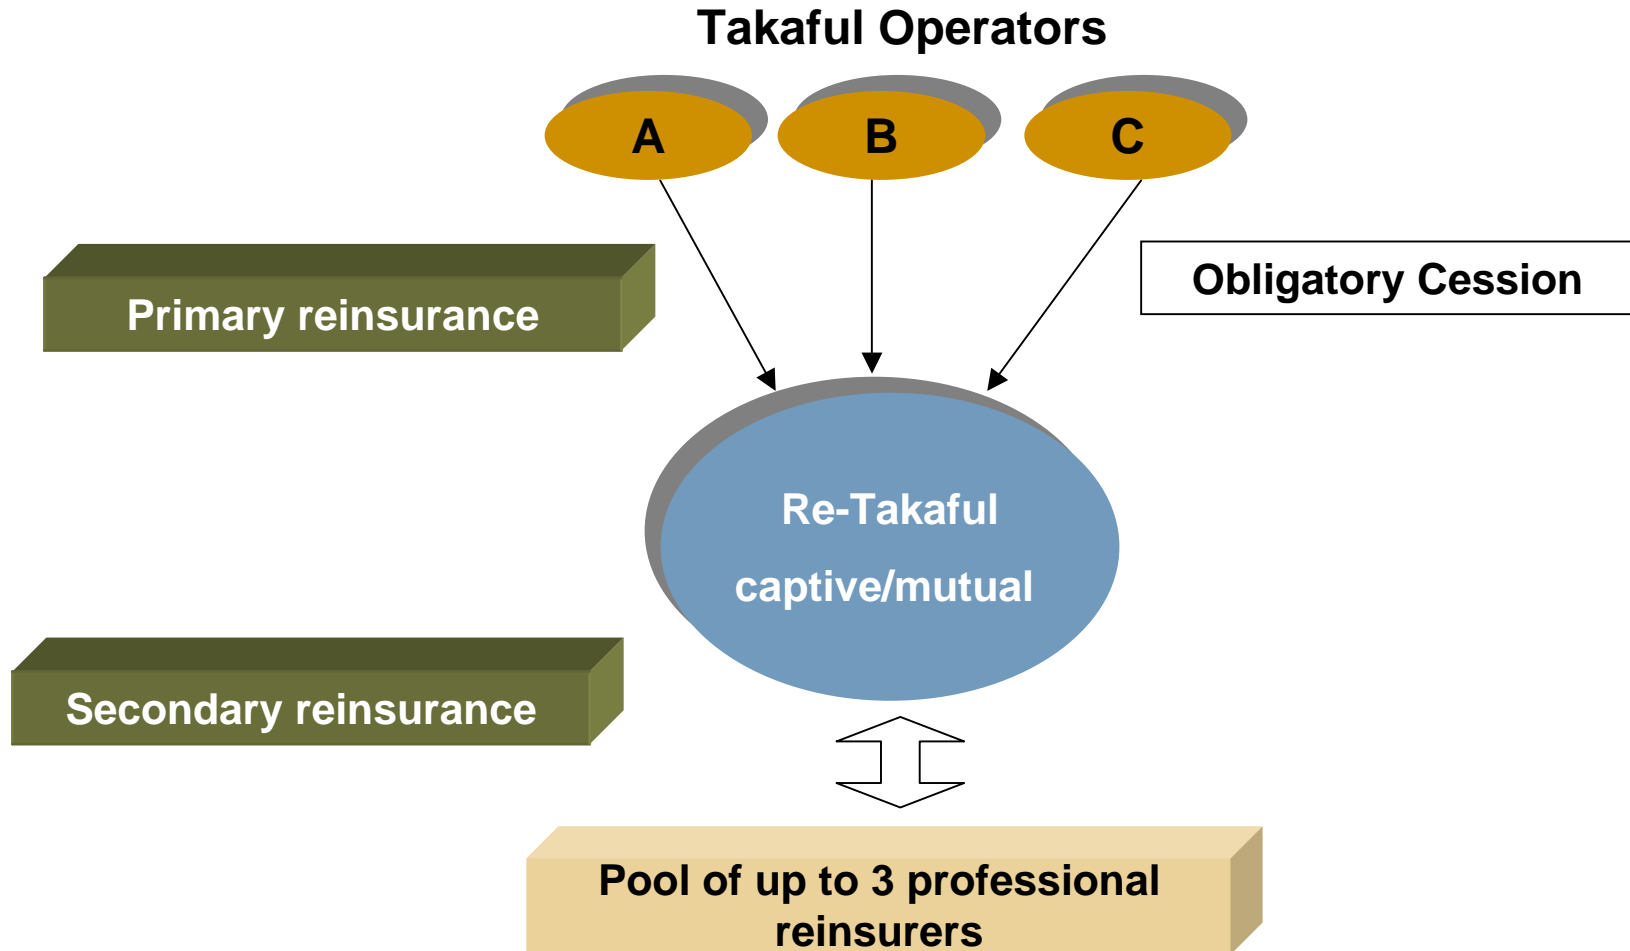 Takaful Operators
A
B
C
Primary reinsurance
Obligatory Cession
Re-Takaful
captive/mutual
Secondary reinsurance
Pool of up to 3 professional
reinsurers